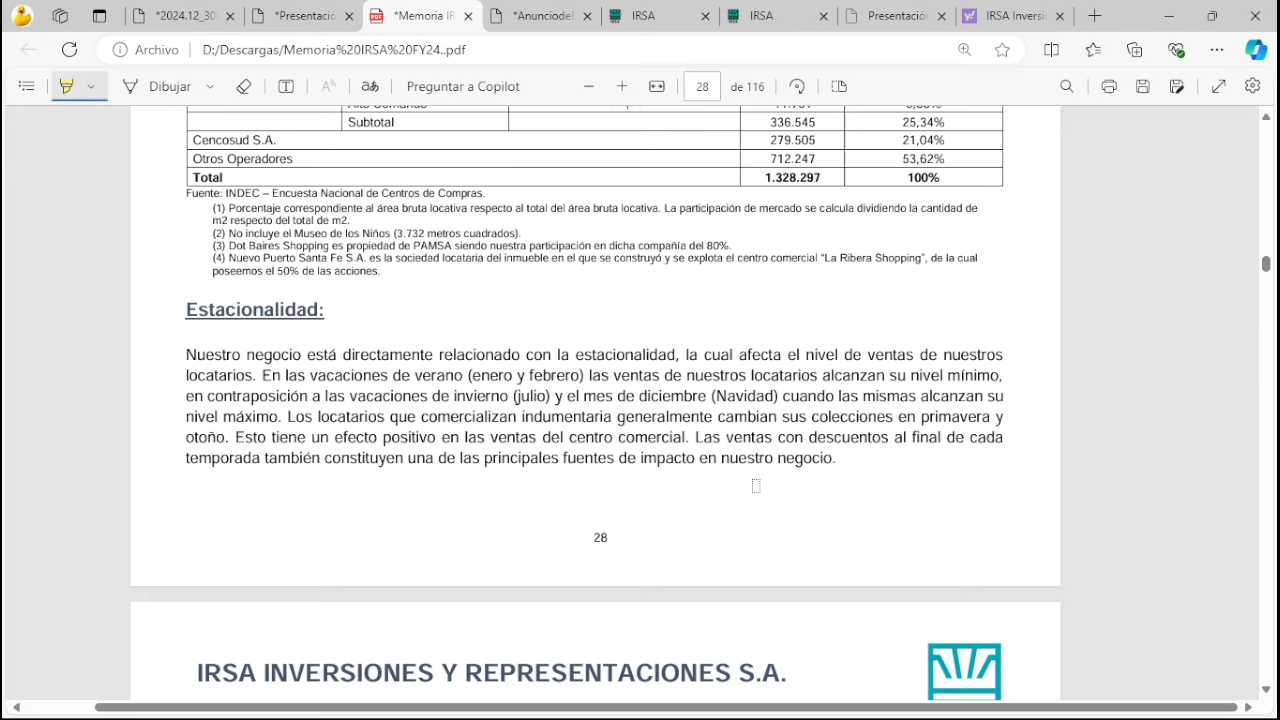 *2024.12_30
*Presentació
*Memoria IR
*AnunciodeF
IRSA
IRSA
Presentación
IRSA Inversi
Archivo
D:/Descargas/Memoria%20IRSA%20FY24..pdf
Dibujar
Preguntar a Copilot
28
de 116
Subtotal 336.545 25,34%
Cencosud S.A. 279.505 21,04%
Otros Operadores 712.247 53,62%
Total 1.328.297 100%
Fuente: INDEC – Encuesta Nacional de Centros de Compras.
(1) Porcentaje correspondiente al área bruta locativa respecto al total del área bruta locativa. La participación de mercado se calcula dividiendo la cantidad de
m2 respecto del total de m2.
(2) No incluye el Museo de los Niños (3.732 metros cuadrados).
(3) Dot Baires Shopping es propiedad de PAMSA siendo nuestra participación en dicha compañía del 80%.
(4) Nuevo Puerto Santa Fe S.A. es la sociedad locataria del inmueble en el que se construyó y se explota el centro comercial “La Ribera Shopping”, de la cual
poseemos el 50% de las acciones.
Estacionalidad:
Nuestro negocio está directamente relacionado con la estacionalidad, la cual afecta el nivel de ventas de nuestros
locatarios. En las vacaciones de verano (enero y febrero) las ventas de nuestros locatarios alcanzan su nivel mínimo,
en contraposición a las vacaciones de invierno (julio) y el mes de diciembre (Navidad) cuando las mismas alcanzan su
nivel máximo. Los locatarios que comercializan indumentaria generalmente cambian sus colecciones en primavera y
otoño. Esto tiene un efecto positivo en las ventas del centro comercial. Las ventas con descuentos al final de cada
temporada también constituyen una de las principales fuentes de impacto en nuestro negocio.
28
IRSA INVERSIONES Y REPRESENTACIONES S.A.